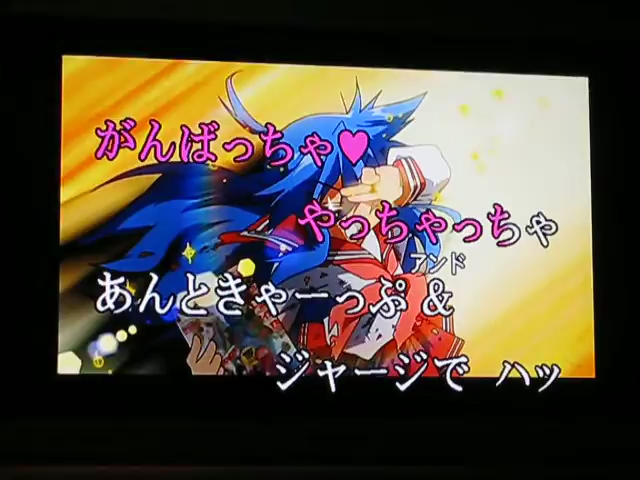 がんばっちゃ♥
やっちゃっちゃ
アンド
あんときゃーっぷ &
ジャージで ハッ